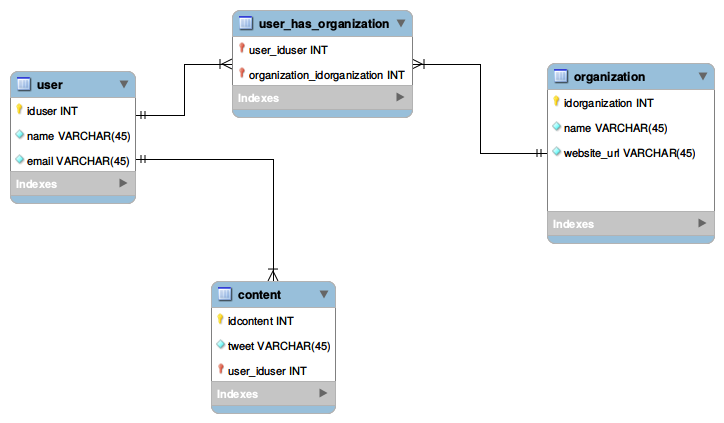 user_has_organization
user_iduser INT
organization_idorganization INT
Indexes
user
iduser INT
name VARCHAR(45)
email VARCHAR(45)
Indexes
organization
idorganization INT
name VARCHAR(45)
website_url VARCHAR(45)
Indexes
content
idcontent INT
tweet VARCHAR(45)
user_iduser INT
Indexes